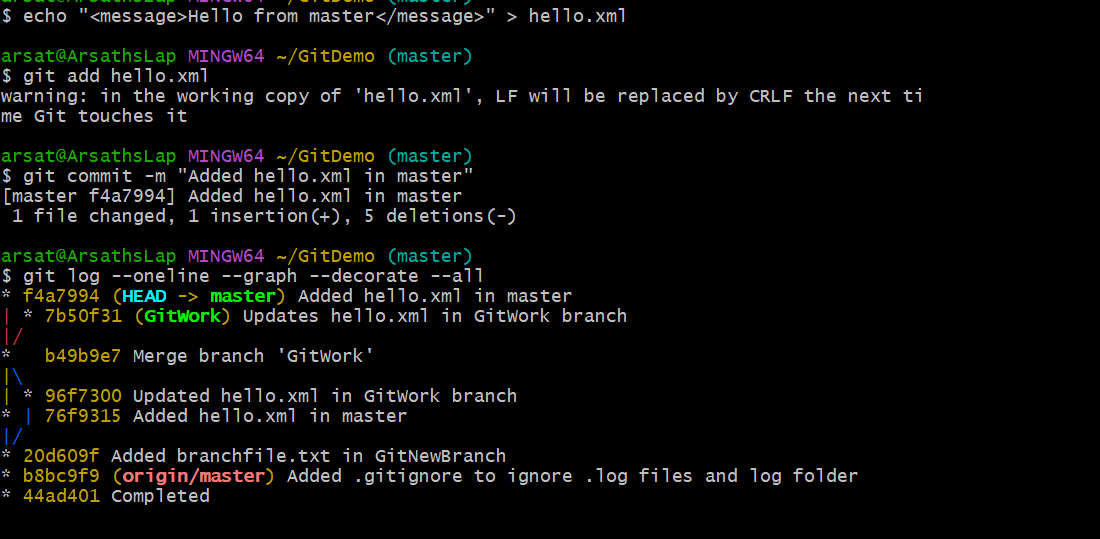 $ echo "<message>Hello from master</message>" > hello.xml
arsat@ArsathsLap MINGW64 ~/GitDemo (master)
$ git add hello.xml
warning: in the working copy of 'hello.xml', LF will be replaced by CRLF the next ti
me Git touches it
arsat@ArsathsLap MINGW64 ~/GitDemo (master)
$ git commit -m "Added hello.xml in master"
[master f4a7994] Added hello.xml in master
 1 file changed, 1 insertion(+), 5 deletions(-)
arsat@ArsathsLap MINGW64 ~/GitDemo (master)
$ git log --oneline --graph --decorate --all
* f4a7994 (HEAD -> master) Added hello.xml in master
| * 7b50f31 (GitWork) Updates hello.xml in GitWork branch
|/
*   b49b9e7 Merge branch 'GitWork'
|\
| * 96f7300 Updated hello.xml in GitWork branch
* | 76f9315 Added hello.xml in master
|/
* 20d609f Added branchfile.txt in GitNewBranch
* b8bc9f9 (origin/master) Added .gitignore to ignore .log files and log folder
* 44ad401 Completed